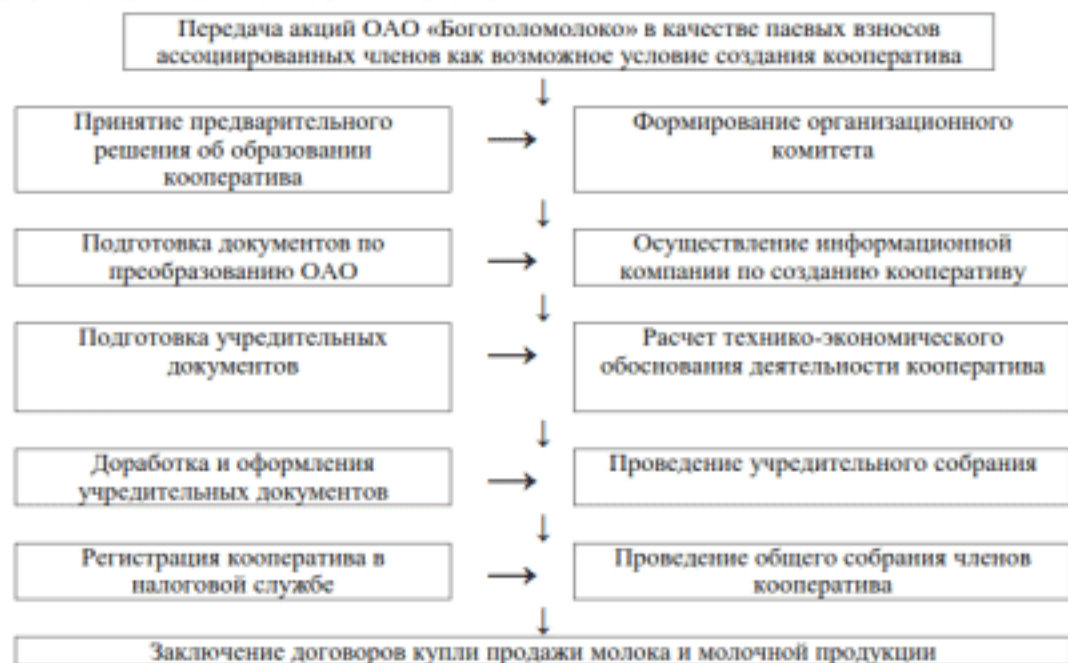 Передача акций ОАО «Боготоломолоко» в качестве паевых взносов
ассоциированных членов как возможное условие создания кооператива
Принятие предварительного
решения об образовании
кооператива
Формирование организационного
комитета
Подготовка документов по
преобразованию ОАО
Осуществление информационной
компании по созданию кооперативу
Подготовка учредительных
документов
Расчет технико-экономического
обоснования деятельности кооператива
Доработка и оформления
учредительных документов
Проведение учредительного собрания
Регистрация кооператива в
налоговой службе
Проведение общего собрания членов
кооператива
Заключение договоров купли продажи молока и молочной продукции